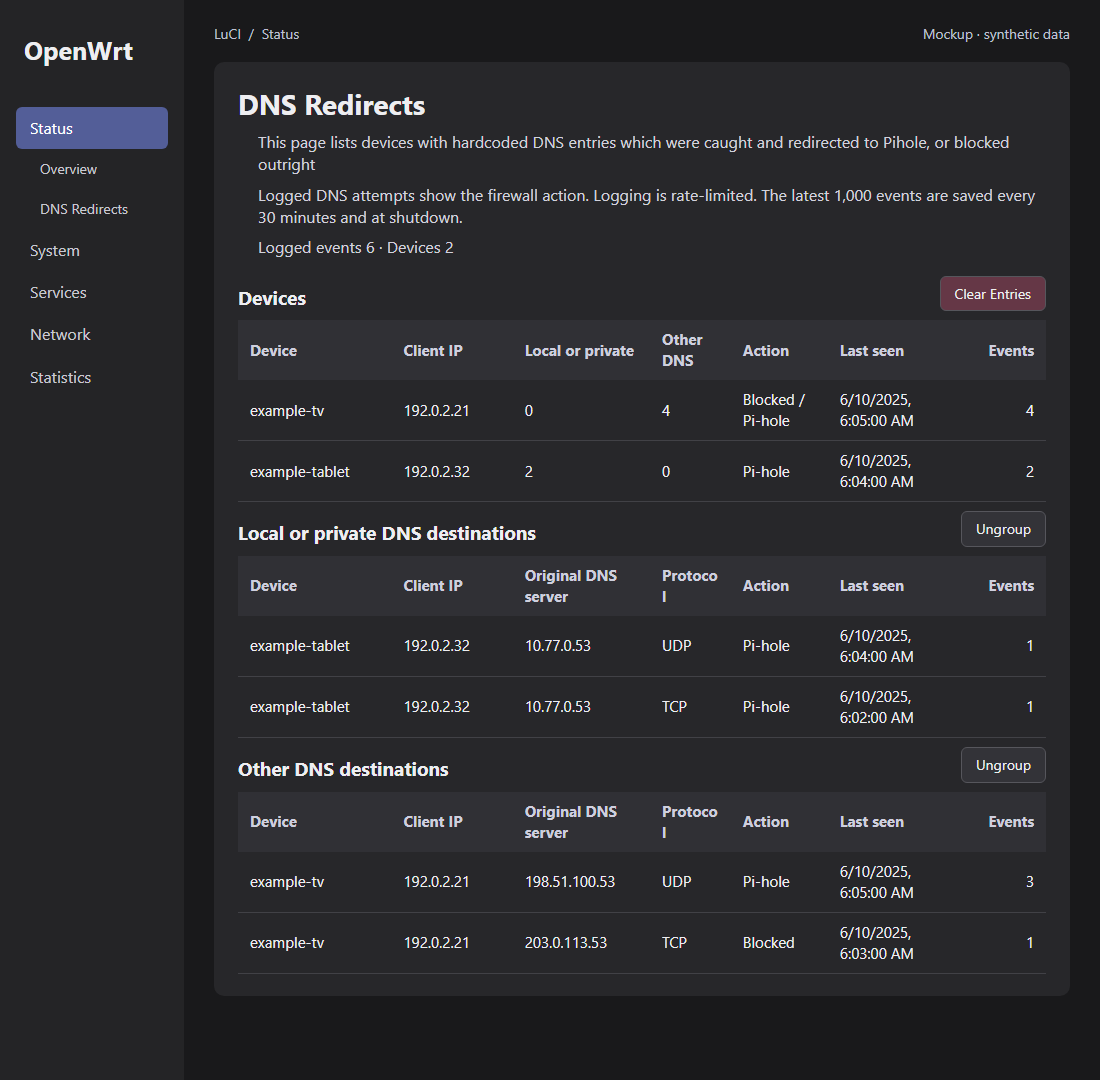 OpenWrt
Status
Overview
DNS Redirects
System
Services
Network
Statistics
LuCI / Status
Mockup · synthetic data
DNS Redirects
This page lists devices with hardcoded DNS entries which were caught and redirected to Pihole, or blocked
outright
Logged DNS attempts show the firewall action. Logging is rate-limited. The latest 1,000 events are saved every
30 minutes and at shutdown.
Logged events 6 · Devices 2
Devices
Clear Entries
Device Client IP Local or private Other DNS Action Last seen Events
example-tv 192.0.2.21 0 4 Blocked / Pi-hole 6/10/2025, 6:05:00 AM 4
example-tablet 192.0.2.32 2 0 Pi-hole 6/10/2025, 6:04:00 AM 2
Local or private DNS destinations
Ungroup
Device Client IP Original DNS server Protocol Action Last seen Events
example-tablet 192.0.2.32 10.77.0.53 UDP Pi-hole 6/10/2025, 6:04:00 AM 1
example-tablet 192.0.2.32 10.77.0.53 TCP Pi-hole 6/10/2025, 6:02:00 AM 1
Other DNS destinations
Ungroup
Device Client IP Original DNS server Protocol Action Last seen Events
example-tv 192.0.2.21 198.51.100.53 UDP Pi-hole 6/10/2025, 6:05:00 AM 3
example-tv 192.0.2.21 203.0.113.53 TCP Blocked 6/10/2025, 6:03:00 AM 1